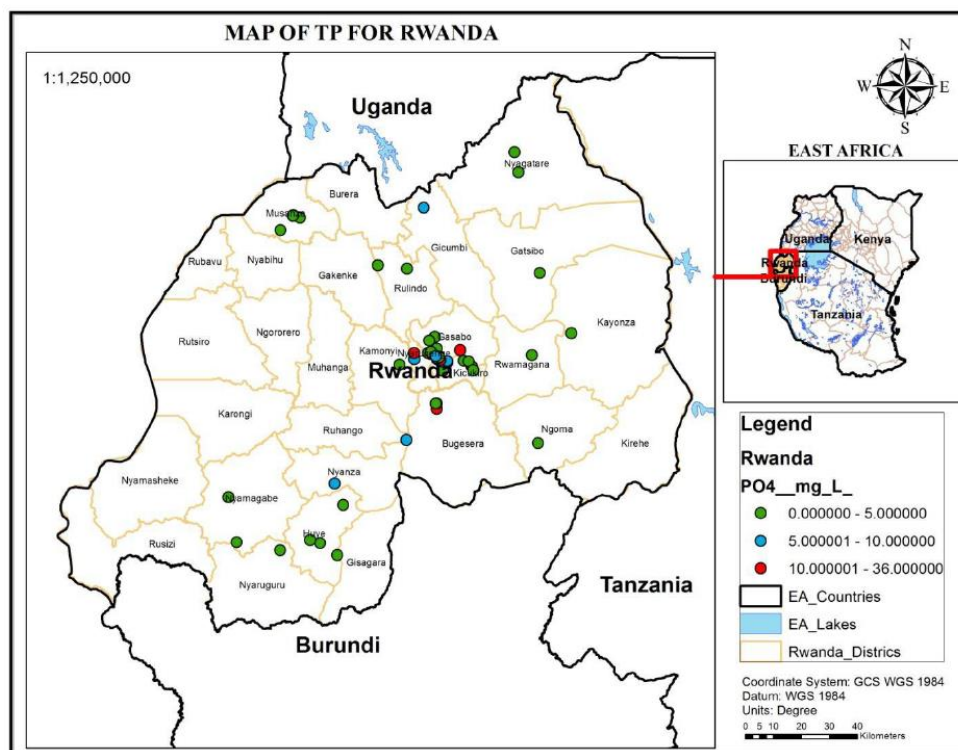 MAP OF TP FOR RWANDA
1:1,250,000
N
W
E
S
Uganda
Nyagatare
Burera
Musanze
Gicumbi
Gatsibo
Rubavu
Nyabihu
Gakenke
Rulindo
Kayonza
Rutsiro
Ngororero
Gasabo
Kamonyi
Muhanga
Rwanda
Kicukiro
Rwamagana
Karongi
Ruhango
Bugesera
Ngoma
Kirehe
Nyamasheke
Nyanza
Nyamagabe
Rusizi
Huye
Gisagara
Nyaruguru
Tanzania
Burundi
EAST AFRICA
Uganda
Kenya
Rwanda
Burundi
Tanzania
Legend
Rwanda
PO4__mg_L_
0.000000 - 5.000000
5.000001 - 10.000000
10.000001 - 36.000000
EA_Countries
EA_Lakes
Rwanda_Districs
Coordinate System: GCS WGS 1984
Datum: WGS 1984
Units: Degree
0 5 10 20 30 40
Kilometers